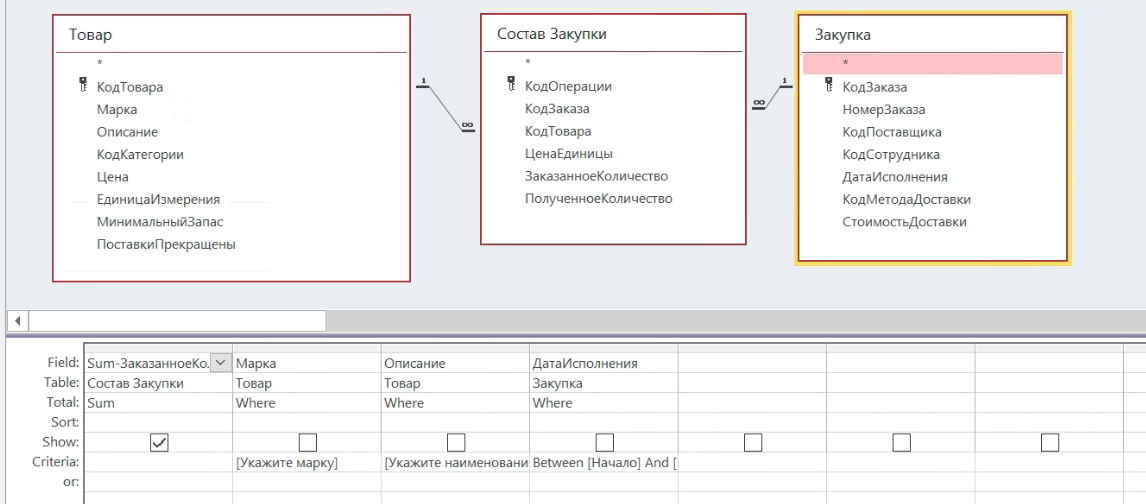 Товар
*
КодТовара
Марка
Описание
КодКатегории
Цена
ЕдиницаИзмерения
МинимальныйЗапас
ПоставкиПрекращены
1
∞
Состав Закупки
*
КодОперации
КодЗаказа
КодТовара
ЦенаЕдиницы
ЗаказанноеКоличество
ПолученноеКоличество
∞
1
Закупка
*
КодЗаказа
НомерЗаказа
КодПоставщика
КодСотрудника
ДатаИсполнения
КодМетодаДоставки
СтоимостьДоставки
Field: Sum-ЗаказанноеКо. Марка Описание ДатаИсполнения
Table: Состав Закупки Товар Товар Закупка
Total: Sum Where Where Where
Sort:
Show:
Criteria: [Укажите марку] [Укажите наименовани Between [Начало] And [
or: